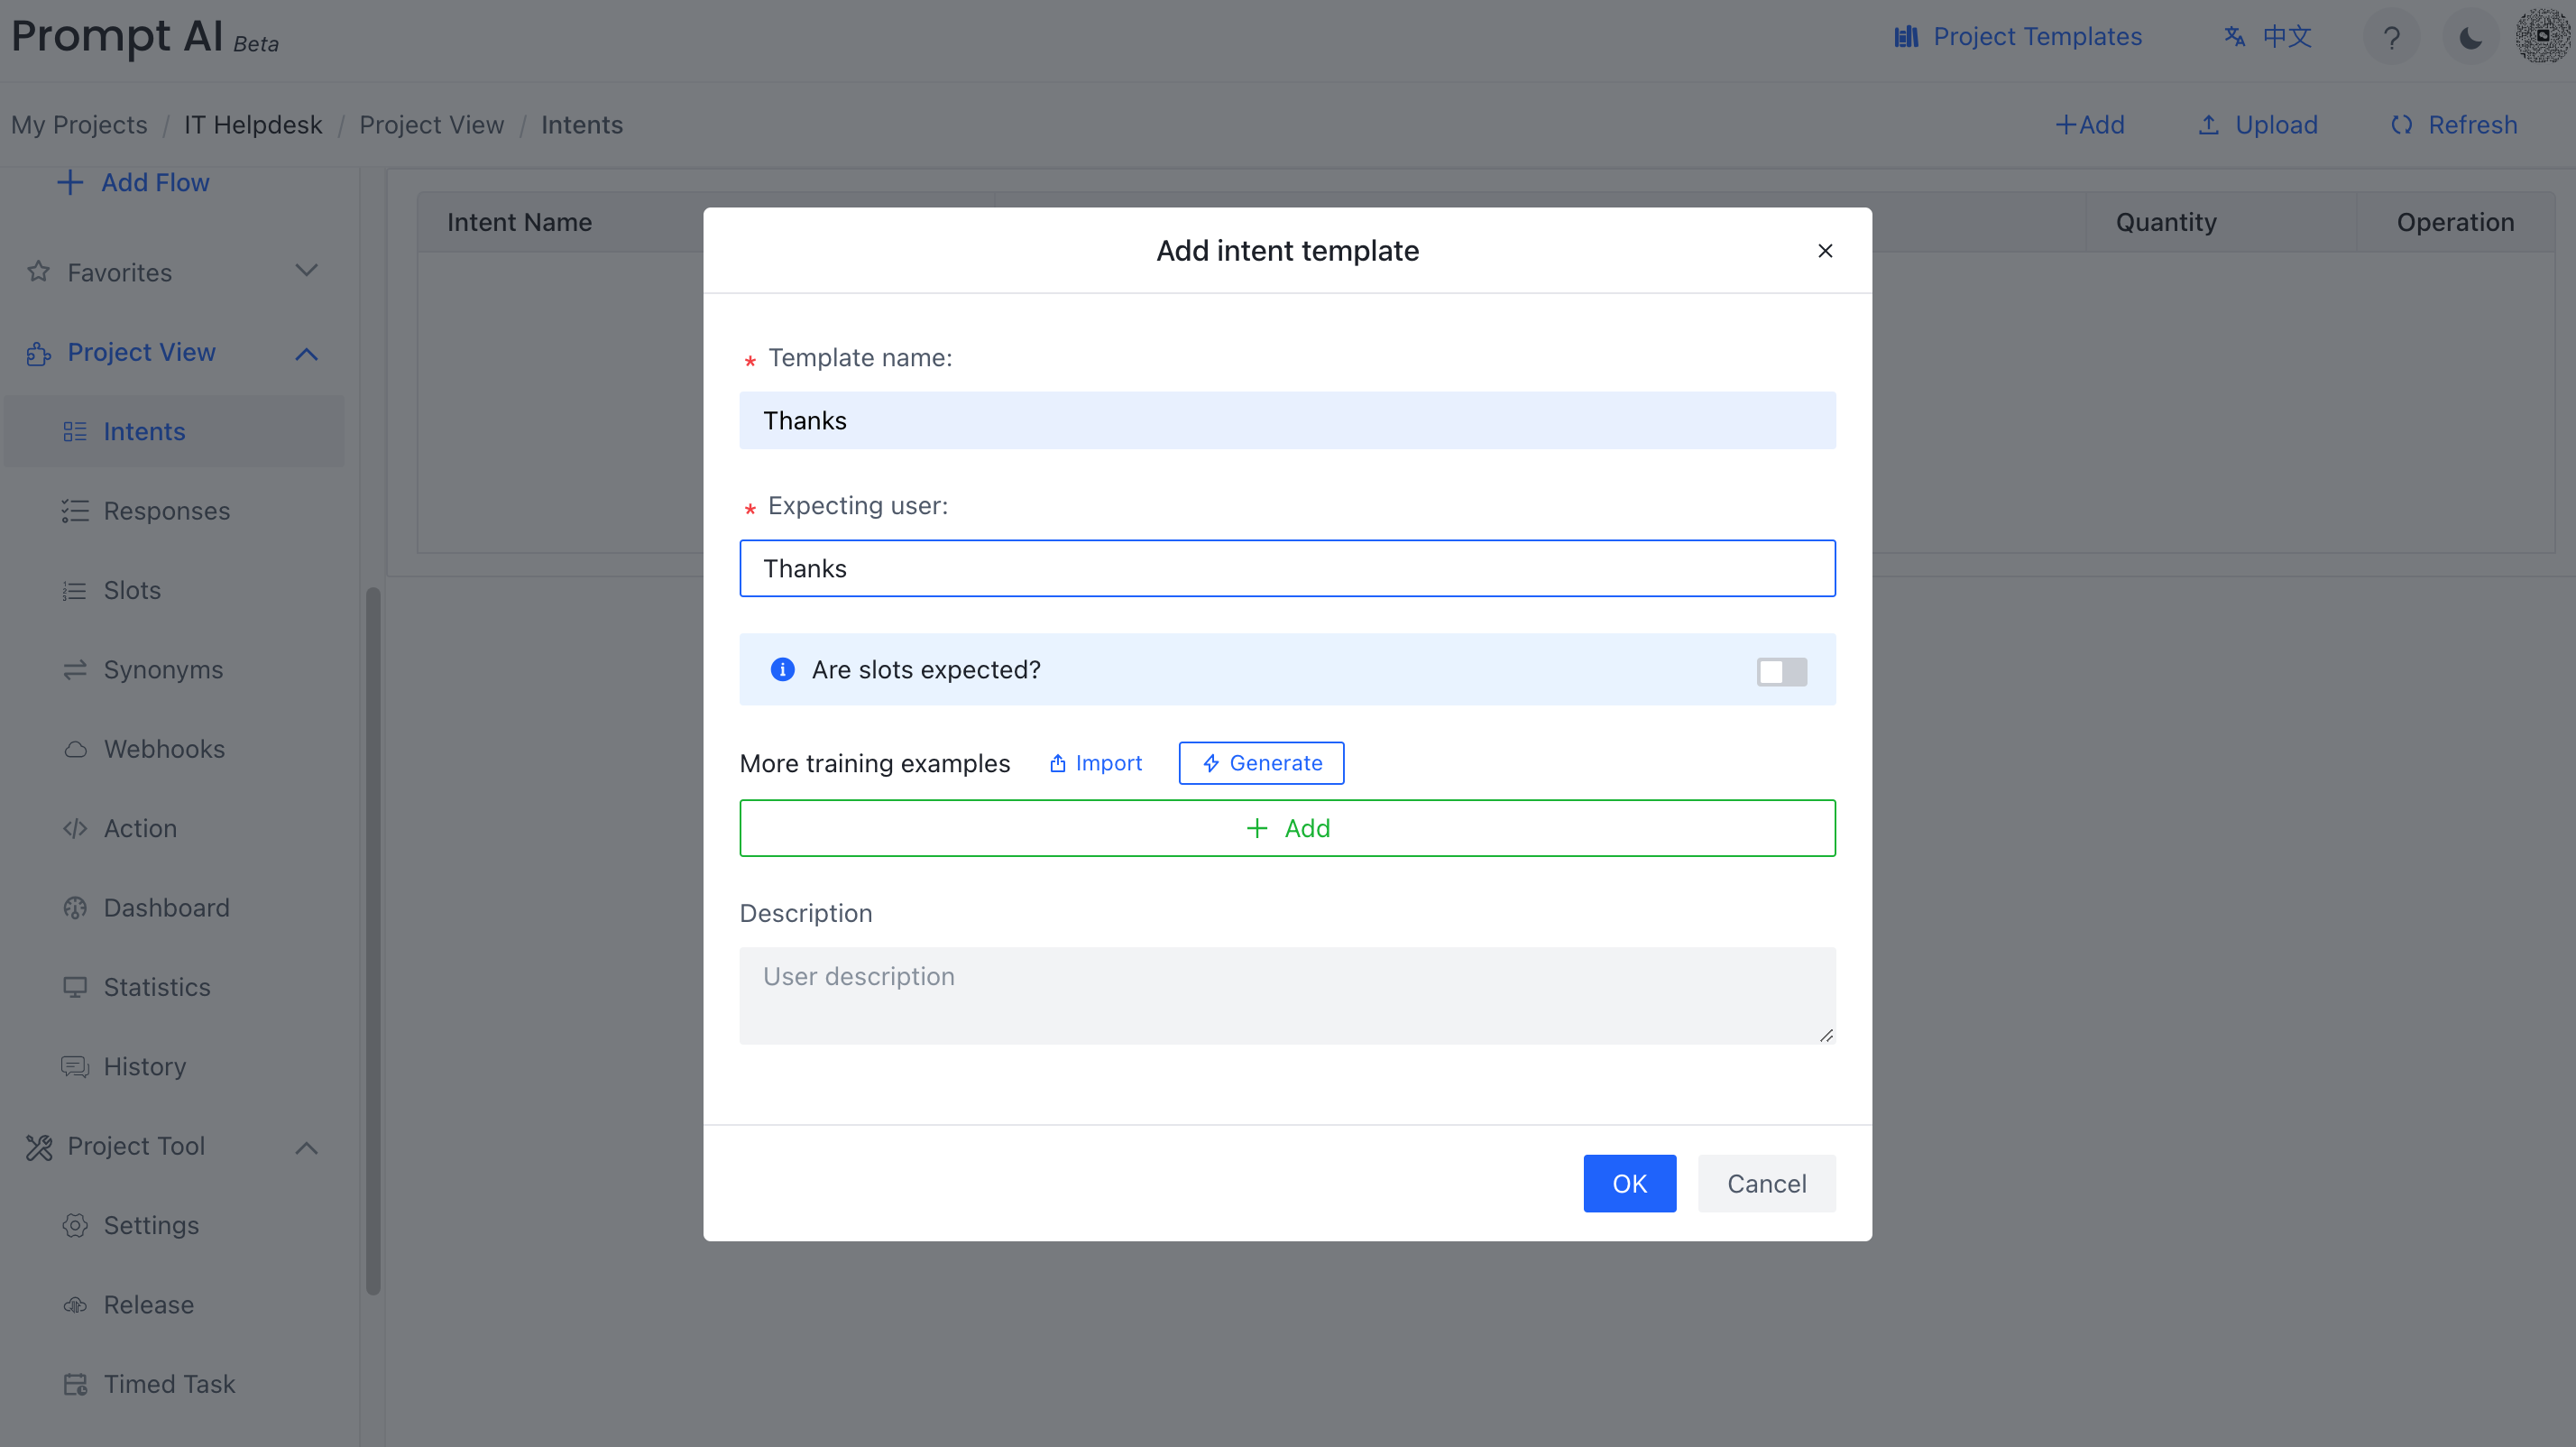 Prompt AI Beta
Project Templates
中文
?
My Projects / IT Helpdesk / Project View / Intents
+Add
Upload
Refresh
Add Flow
Favorites
Project View
Intents
Responses
Slots
Synonyms
Webhooks
Action
Dashboard
Statistics
History
Project Tool
Settings
Release
Timed Task
Intent Name
Quantity
Operation
Add intent template
* Template name:
Thanks
* Expecting user:
Thanks
Are slots expected?
More training examples
Import
Generate
+ Add
Description
User description
OK
Cancel